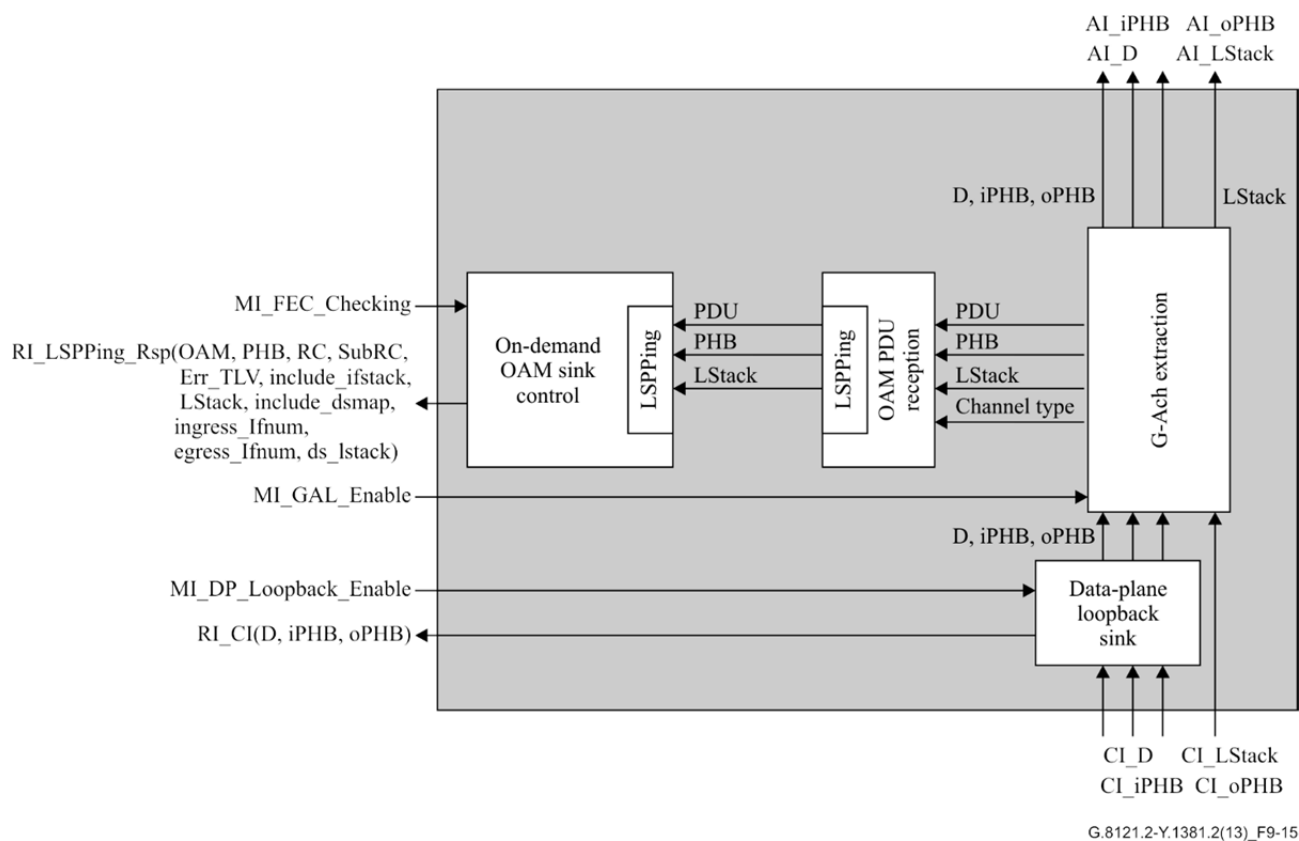 AI_iPHB AI_oPHB
AI_D AI_LStack
D, iPHB, oPHB
LStack
MI_FEC_Checking
RI_LSPPing_Rsp(OAM, PHB, RC, SubRC,
Err_TLV, include_ifstack,
LStack, include_dsmap,
ingress_Ifnum,
egress_Ifnum, ds_lstack)
On-demand
OAM sink
control
LSPPing
PDU
PHB
LStack
LSPPing
OAM PDU
reception
PDU
PHB
LStack
Channel type
G-Ach extraction
MI_GAL_Enable
D, iPHB, oPHB
MI_DP_Loopback_Enable
RI_CI(D, iPHB, oPHB)
Data-plane
loopback
sink
CI_D CI_LStack
CI_iPHB CI_oPHB
G.8121.2-Y.1381.2(13)_F9-15